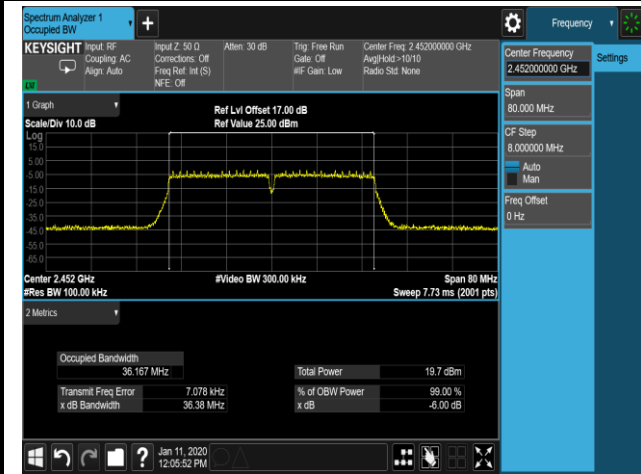 Spectrum Analyzer 1
Occupied BW
Frequency
KEYSIGHT
Input: RF
Coupling: AC
Align: Auto
Input Z: 50 Ω
Corrections: Off
Freq Ref: Int (S)
NFE: Off
Atten: 30 dB
Trig: Free Run
Gate: Off
#IF Gain: Low
Center Freq: 2.452000000 GHz
Avg|Hold:>10/10
Radio Std: None
Center Frequency
2.452000000 GHz
Settings
Span
80.000 MHz
CF Step
8.000000 MHz
Auto
Man
Freq Offset
0 Hz
1 Graph
Scale/Div 10.0 dB
Ref Lvl Offset 17.00 dB
Ref Value 25.00 dBm
Log
15.0
5.00
-5.00
-15.0
-25.0
-35.0
-45.0
-55.0
-65.0
Center 2.452 GHz
#Video BW 300.00 kHz
Span 80 MHz
#Res BW 100.00 kHz
Sweep 7.73 ms (2001 pts)
2 Metrics
Occupied Bandwidth
36.167 MHz
Total Power 19.7 dBm
Transmit Freq Error 7.078 kHz
% of OBW Power 99.00 %
x dB Bandwidth 36.38 MHz
x dB -6.00 dB
Jan 11, 2020
12:05:52 PM